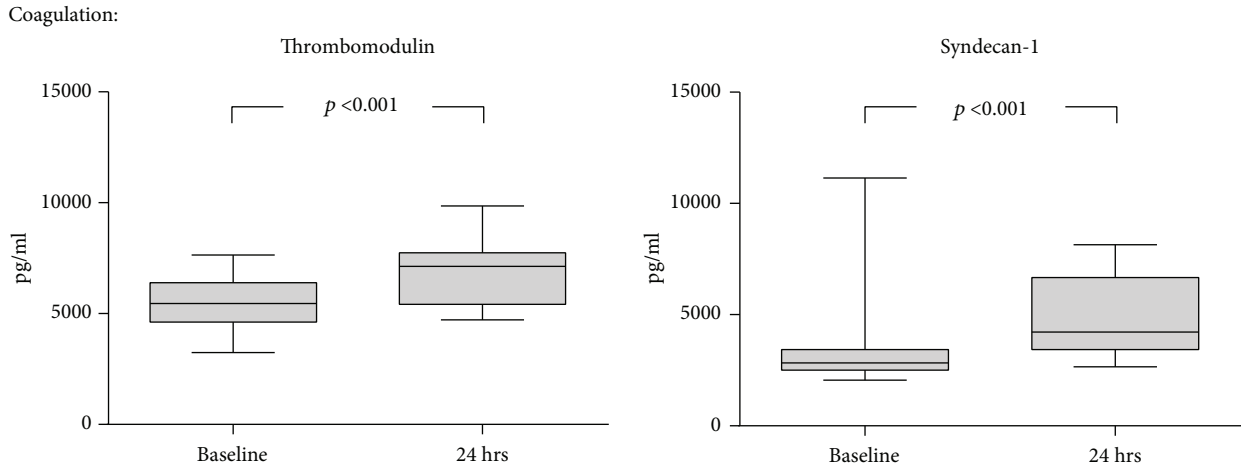 Coagulation:
Thrombomodulin
15000
p <0.001
10000
pg/ml
5000
0
Baseline
24 hrs
Syndecan-1
15000
p <0.001
10000
pg/ml
5000
0
Baseline
24 hrs